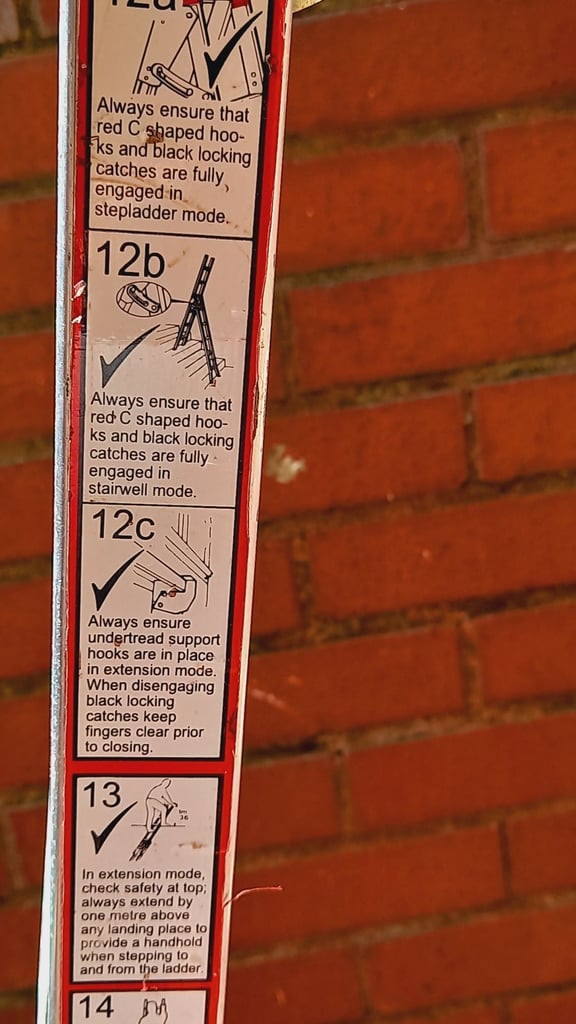 12a
Always ensure that
red C shaped hoo-
ks and black locking
catches are fully
engaged in
stepladder mode.
12b
Always ensure that
red C shaped hoo-
ks and black locking
catches are fully
engaged in
stairwell mode.
12c
Always ensure
undertread support
hooks are in place
in extension mode.
When disengaging
black locking
catches keep
fingers clear prior
to closing.
13
In extension mode,
check safety at top;
always extend by
one metre above
any landing place to
provide a handhold
when stepping to
and from the ladder.
14